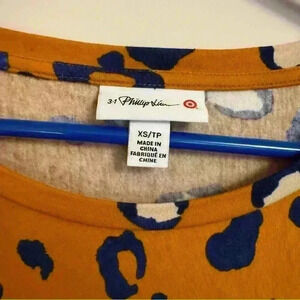 3.1 Phillip Lim
XS/TP
MADE IN
CHINA
FABRIQUÉ EN
CHINE